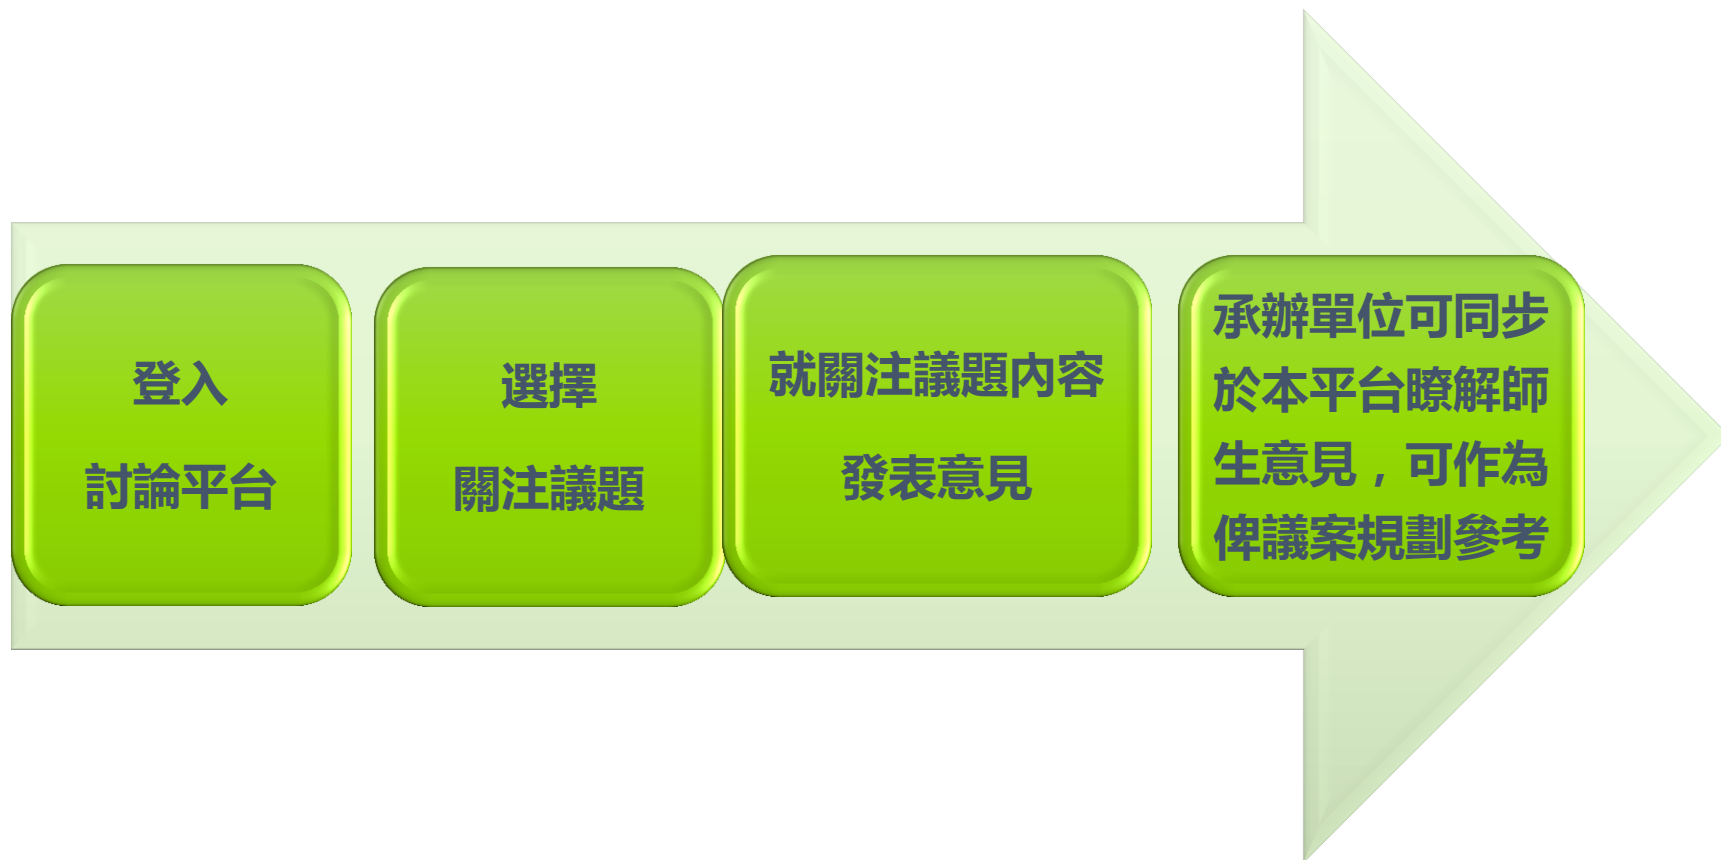 登入
討論平台
選擇
關注議題
就關注議題內容
發表意見
承辦單位可同步
於本平台瞭解師
生意見，可作為
俾議案規劃參考